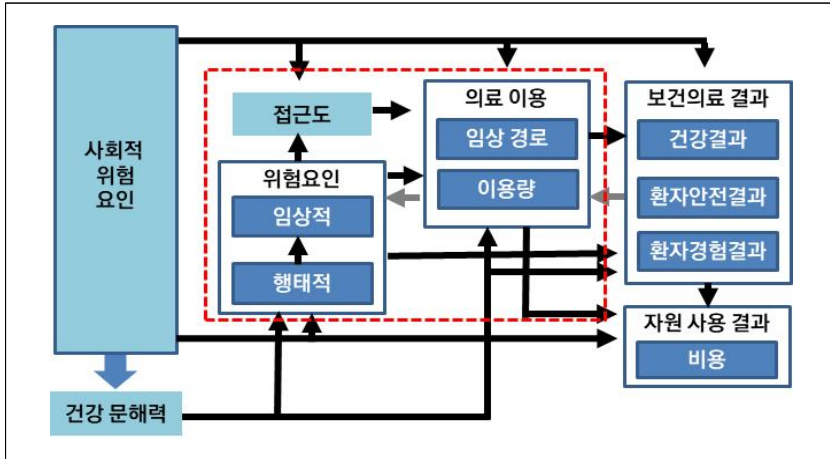 사회적
위험
요인
건강 문해력
접근도
위험요인
임상적
행태적
의료 이용
임상 경로
이용량
보건의료 결과
건강결과
환자안전결과
환자경험결과
자원 사용 결과
비용